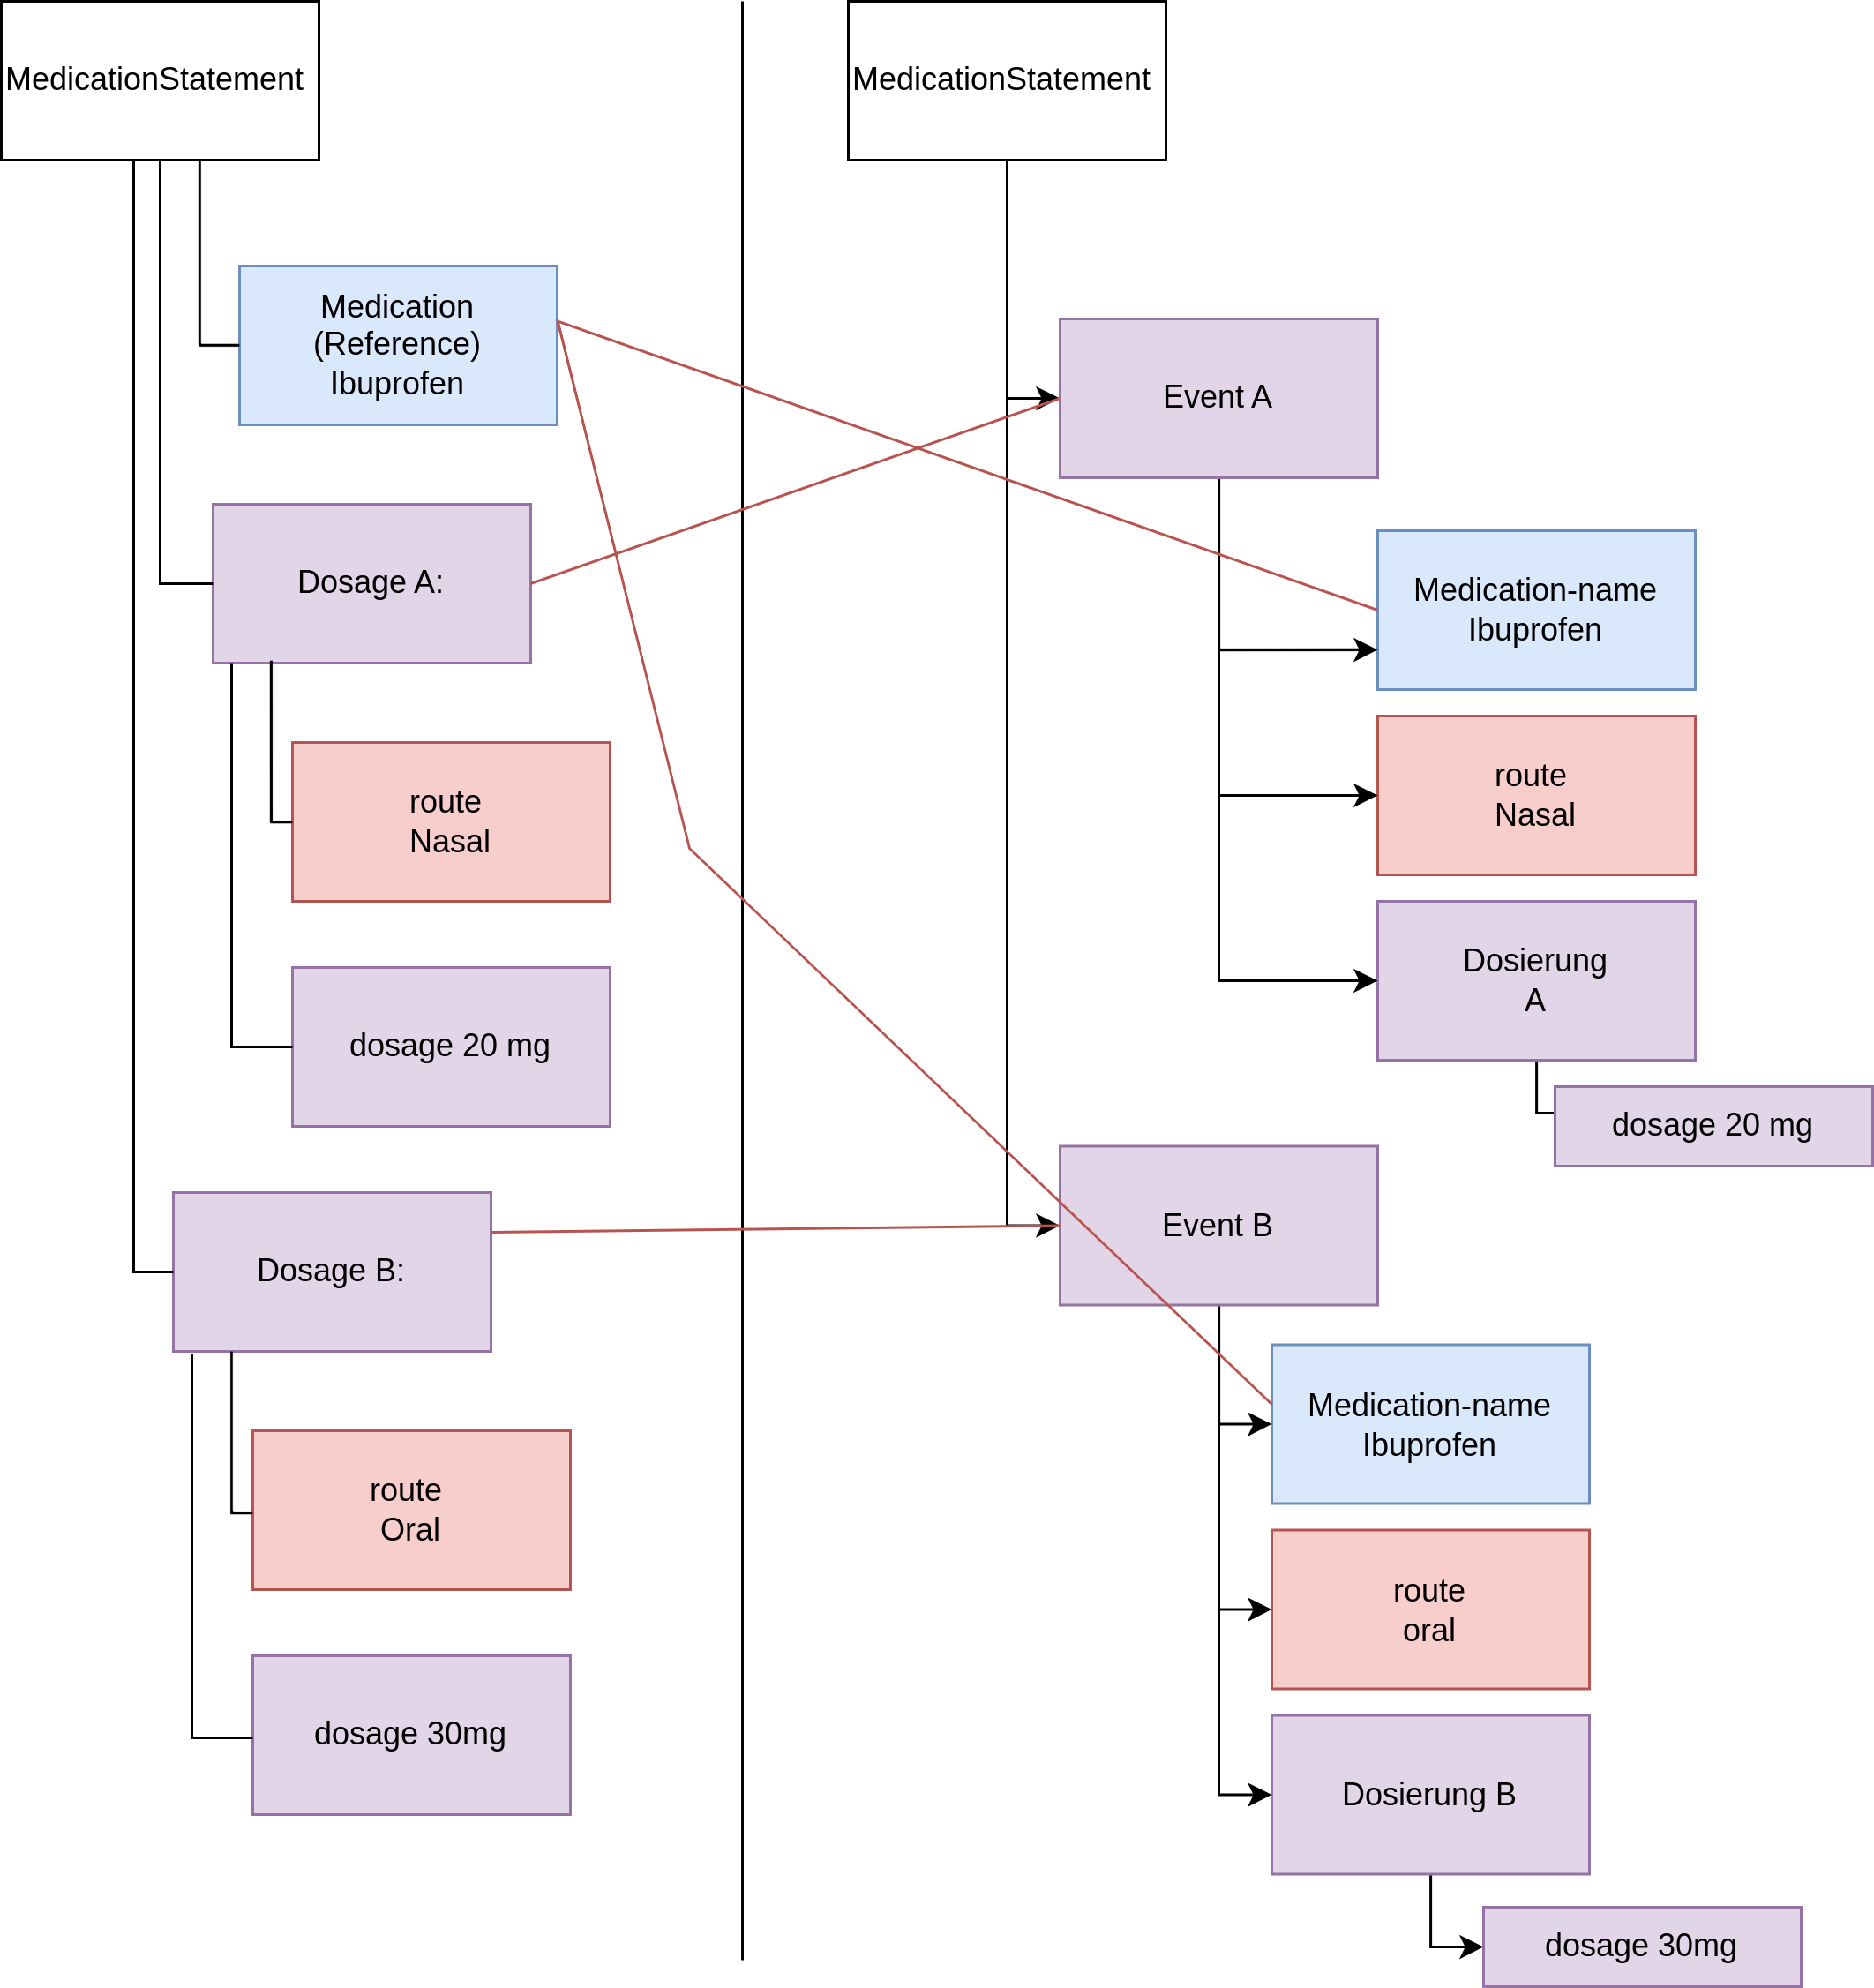 MedicationStatement
Medication
(Reference)
Ibuprofen
Dosage A:
route
Nasal
dosage 20 mg
Dosage B:
route
Oral
dosage 30mg
MedicationStatement
Event A
Medication-name
Ibuprofen
route
Nasal
Dosierung
A
dosage 20 mg
Event B
Medication-name
Ibuprofen
route
oral
Dosierung B
dosage 30mg